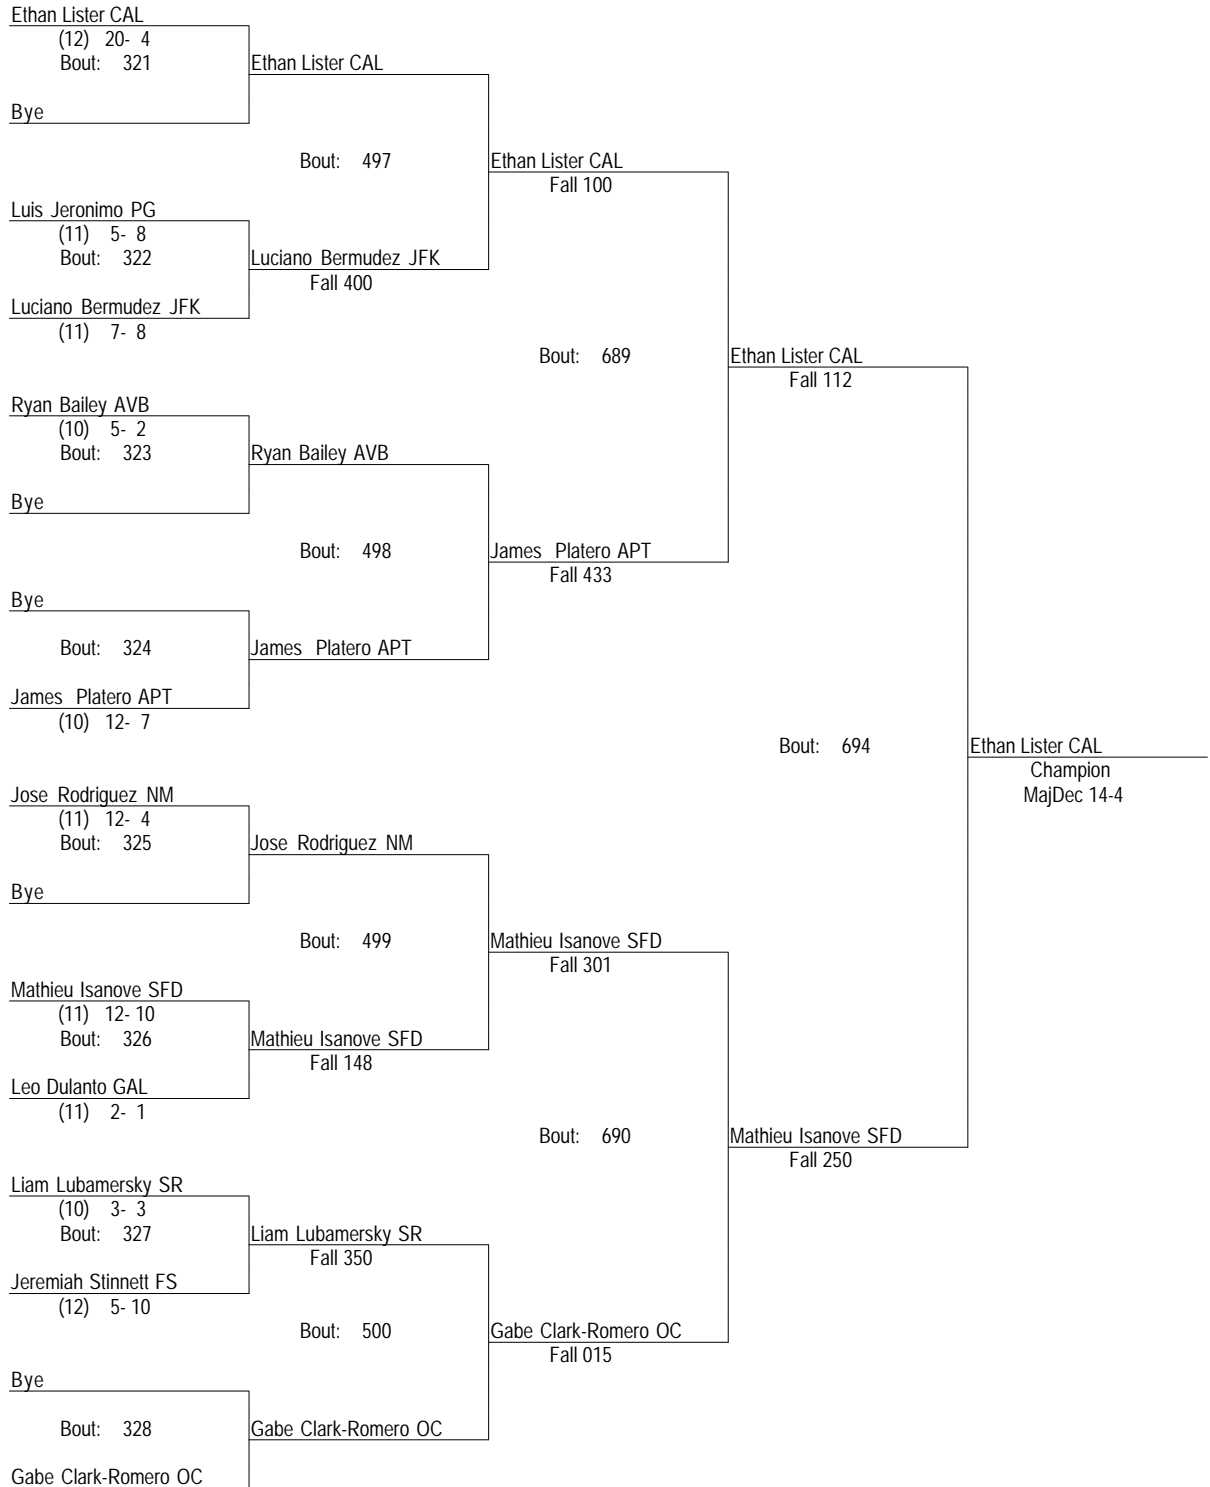 Ethan Lister CAL
(12) 20- 4
Bout: 321
Ethan Lister CAL
Bye
Bout: 497
Ethan Lister CAL
Fall 100
Luis Jeronimo PG
(11) 5- 8
Bout: 322
Luciano Bermudez JFK
Fall 400
Luciano Bermudez JFK
(11) 7- 8
Bout: 689
Ethan Lister CAL
Fall 112
Ryan Bailey AVB
(10) 5- 2
Bout: 323
Ryan Bailey AVB
Bye
Bout: 498
James Platero APT
Fall 433
Bye
Bout: 324
James Platero APT
James Platero APT
(10) 12- 7
Bout: 694
Ethan Lister CAL
Champion
MajDec 14-4
Jose Rodriguez NM
(11) 12- 4
Bout: 325
Jose Rodriguez NM
Bye
Bout: 499
Mathieu Isanove SFD
Fall 301
Mathieu Isanove SFD
(11) 12- 10
Bout: 326
Mathieu Isanove SFD
Fall 148
Leo Dulanto GAL
(11) 2- 1
Bout: 690
Mathieu Isanove SFD
Fall 250
Liam Lubamersky SR
(10) 3- 3
Bout: 327
Liam Lubamersky SR
Fall 350
Jeremiah Stinnett FS
(12) 5- 10
Bout: 500
Gabe Clark-Romero OC
Fall 015
Bye
Bout: 328
Gabe Clark-Romero OC
Gabe Clark-Romero OC